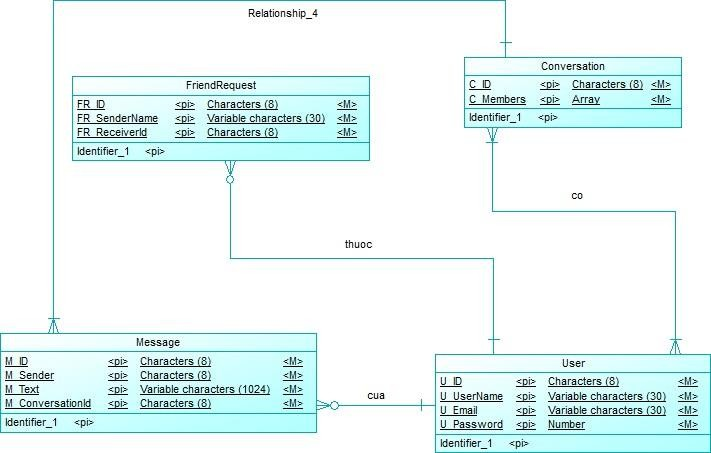 Relationship_4
Conversation
C_ID <pi> Characters (8) <M>
C_Members <pi> Array <M>
Identifier_1 <pi>
FriendRequest
FR_ID <pi> Characters (8) <M>
FR_SenderName <pi> Variable characters (30) <M>
FR_ReceiverId <pi> Characters (8) <M>
Identifier_1 <pi>
co
thuoc
Message
M_ID <pi> Characters (8) <M>
M_Sender <pi> Characters (8) <M>
M_Text <pi> Variable characters (1024) <M>
M_ConversationId <pi> Characters (8) <M>
Identifier_1 <pi>
cua
User
U_ID <pi> Characters (8) <M>
U_UserName <pi> Variable characters (30) <M>
U_Email <pi> Variable characters (30) <M>
U_Password <pi> Number <M>
Identifier_1 <pi>